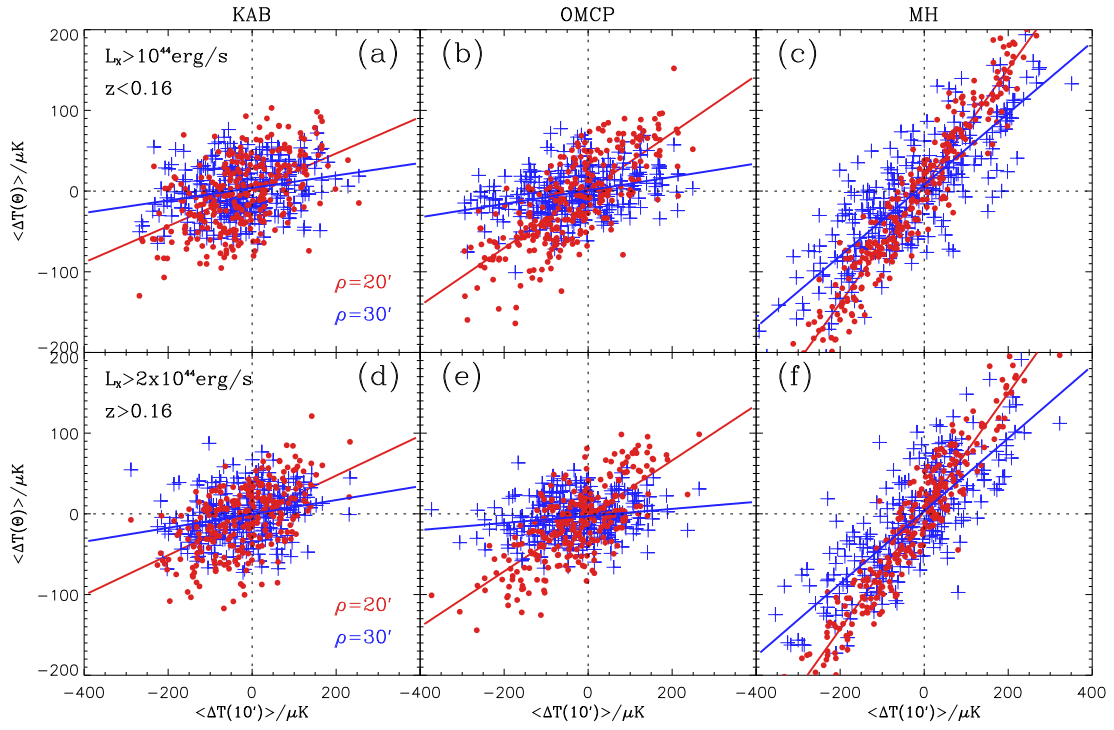 KAB OMCP MH
200 L_X>10^44erg/s (a) (b) (c)
z<0.16
100
<ΔT(Θ)>/μK
0
-100
ρ=20'
ρ=30'
-200
200 L_X>2x10^44erg/s (d) (e) (f)
z>0.16
100
<ΔT(Θ)>/μK
0
-100
ρ=20'
ρ=30'
-200
-400 -200 0 200 -400 -200 0 200 -400 -200 0 200 400
<ΔT(10')>/μK <ΔT(10')>/μK <ΔT(10')>/μK